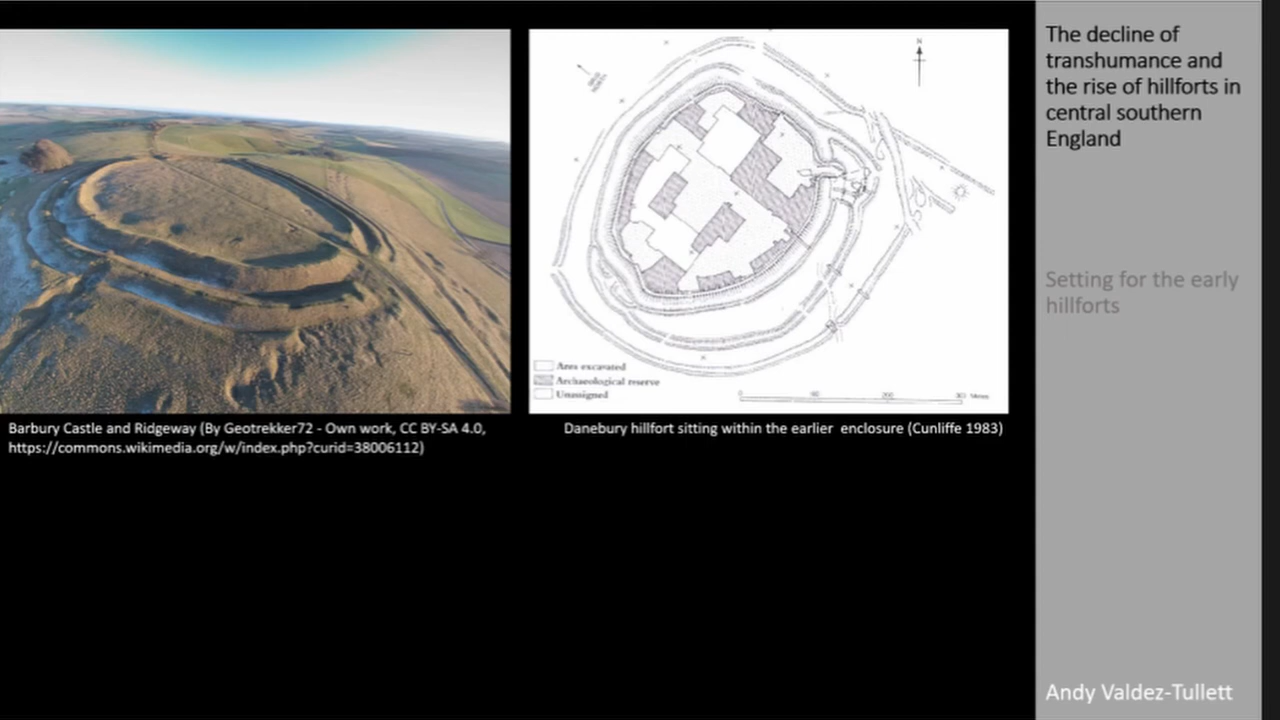 The decline of
transhumance and
the rise of hillforts in
central southern
England
Setting for the early
hillforts
N
Area excavated
Archaeological reserve
Unassigned
Barbury Castle and Ridgeway (By Geotrekker72 - Own work, CC BY-SA 4.0,
https://commons.wikimedia.org/w/index.php?curid=38006112)
Danebury hillfort sitting within the earlier enclosure (Cunliffe 1983)
Andy Valdez-Tullett